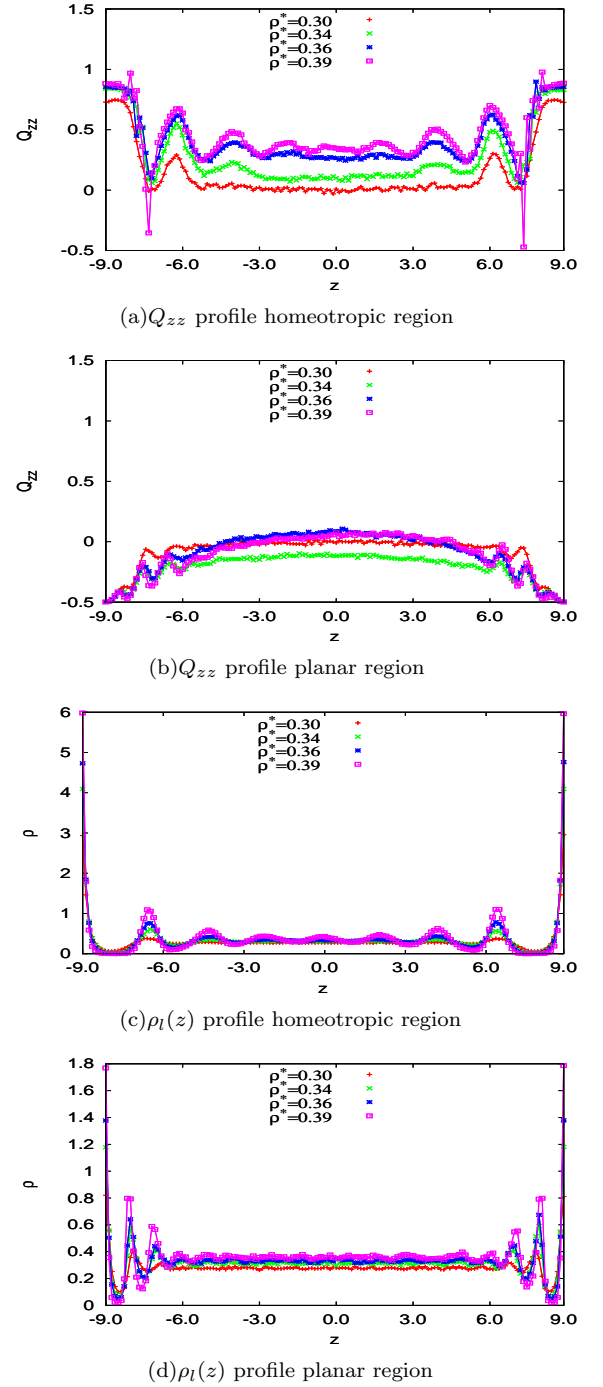 1.5
ρ*=0.30
ρ*=0.34
ρ*=0.36
ρ*=0.39
1
Qzz
0.5
0
-0.5
-9.0 -6.0 -3.0 0.0 3.0 6.0 9.0
z
(a)Qzz profile homeotropic region
1.5
ρ*=0.30
ρ*=0.34
ρ*=0.36
ρ*=0.39
1
Qzz
0.5
0
-0.5
-9.0 -6.0 -3.0 0.0 3.0 6.0 9.0
z
(b)Qzz profile planar region
6
ρ*=0.30
ρ*=0.34
ρ*=0.36
ρ*=0.39
5
4
ρ
3
2
1
0
-9.0 -6.0 -3.0 0.0 3.0 6.0 9.0
z
(c)ρl(z) profile homeotropic region
1.8
ρ*=0.30
ρ*=0.34
ρ*=0.36
ρ*=0.39
1.6
1.4
1.2
1
ρ
0.8
0.6
0.4
0.2
0
-9.0 -6.0 -3.0 0.0 3.0 6.0 9.0
z
(d)ρl(z) profile planar region